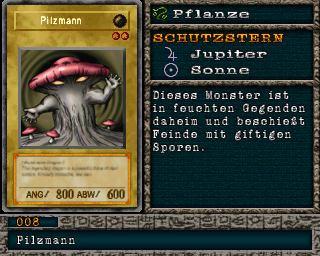 Pilzmann
ANG/ 800 ABW/ 600
Pflanze
SCHUTZSTERN
Jupiter
Sonne
Dieses Monster ist
in feuchten Gegenden
daheim und beschießt
Feinde mit giftigen
Sporen.
008
Pilzmann